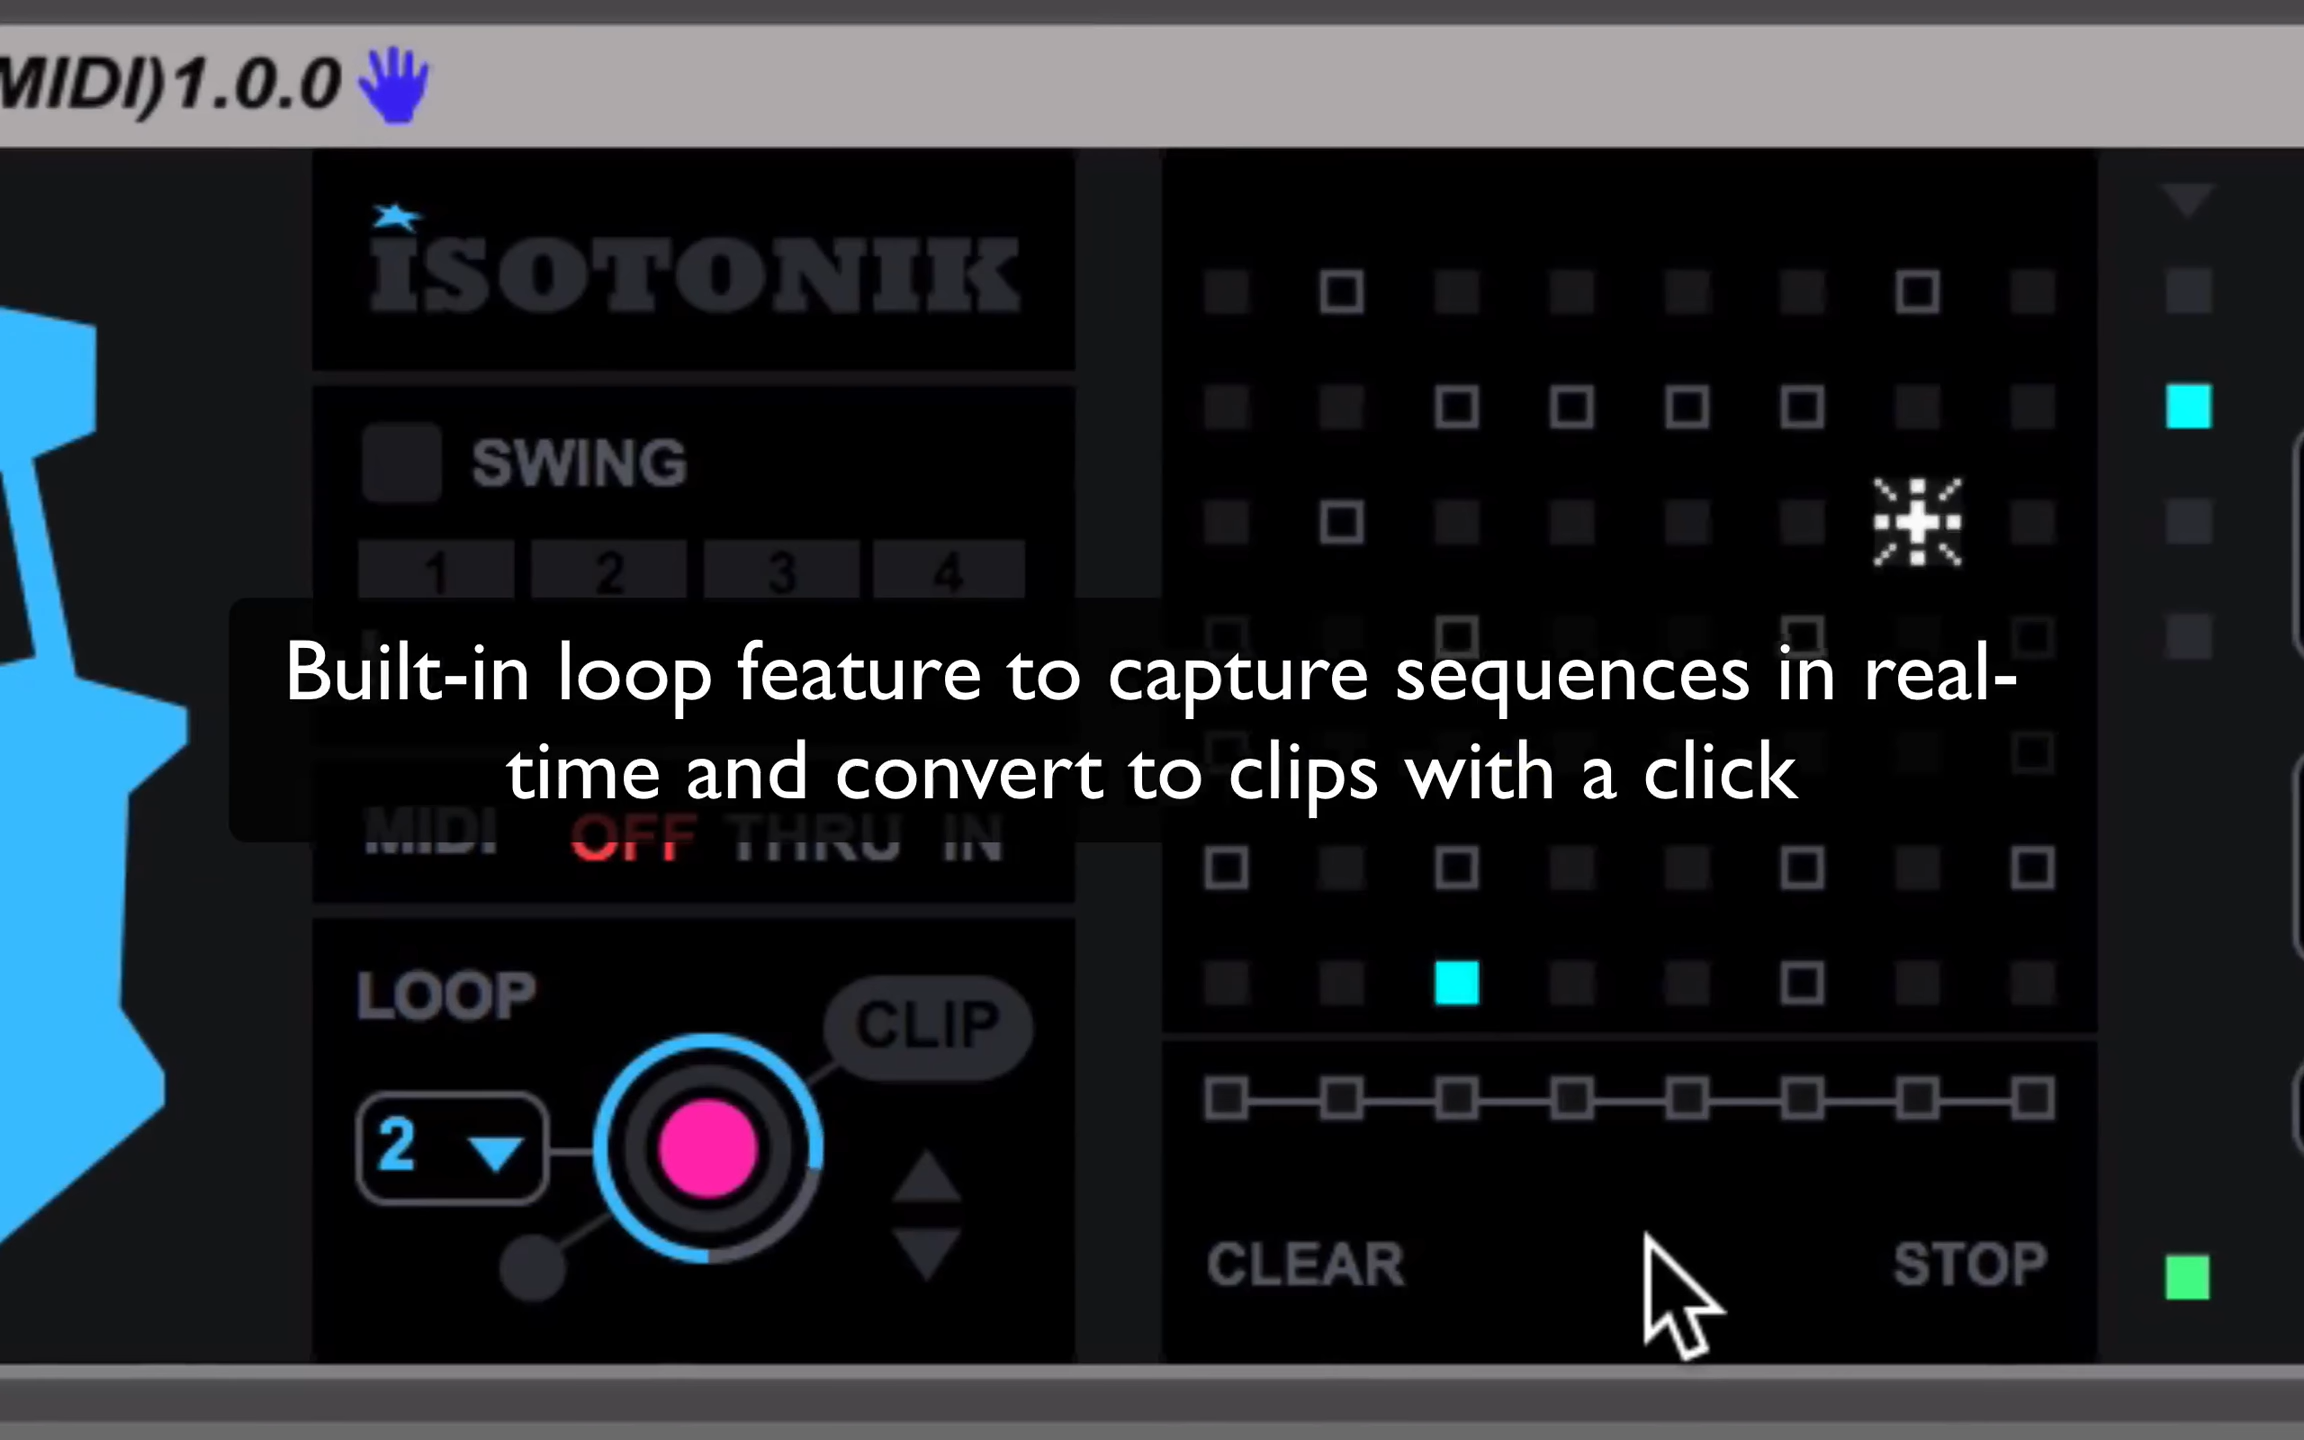 MIDI)1.0.0
ISOTONIK
SWING
1 2 3 4
Built-in loop feature to capture sequences in real-
time and convert to clips with a click
MIDI OFF THRU IN
LOOP
CLIP
2
CLEAR STOP